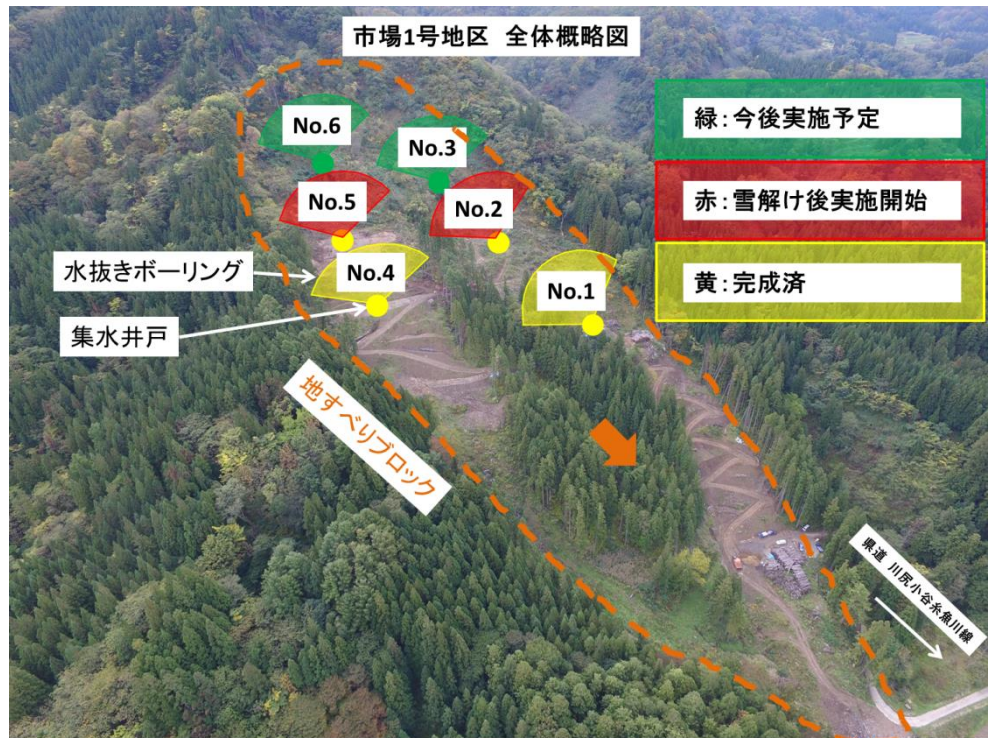 市場1号地区 全体概略図
緑:今後実施予定
赤:雪解け後実施開始
黄:完成済
No.6
No.3
No.5
No.2
No.4
No.1
水抜きボーリング
集水井戸
地すべりブロック
県道 川尻小谷糸魚川線